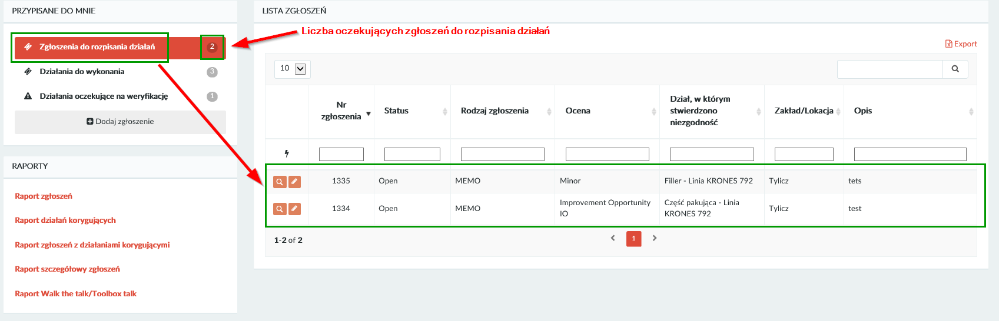 PRZYPISANE DO MNIE
Zgłoszenia do rozpisania działań 2
Działania do wykonania 3
Działania oczekujące na weryfikację 1
Dodaj zgłoszenie
RAPORTY
Raport zgłoszeń
Raport działań korygujących
Raport zgłoszeń z działaniami korygującymi
Raport szczegółowy zgłoszeń
Raport Walk the talk/Toolbox talk
LISTA ZGŁOSZEŃ
Liczba oczekujących zgłoszeń do rozpisania działań
Export
10
Nr
zgłoszenia
Status
Rodzaj zgłoszenia
Ocena
Dział, w którym
stwierdzono
niezgodność
Zakład/Lokacja
Opis
1335 Open MEMO Minor Filler - Linia KRONES 792 Tylicz tets
1334 Open MEMO
Improvement Opportunity
IO
Część pakująca - Linia
KRONES 792
Tylicz test
1-2 of 2
1